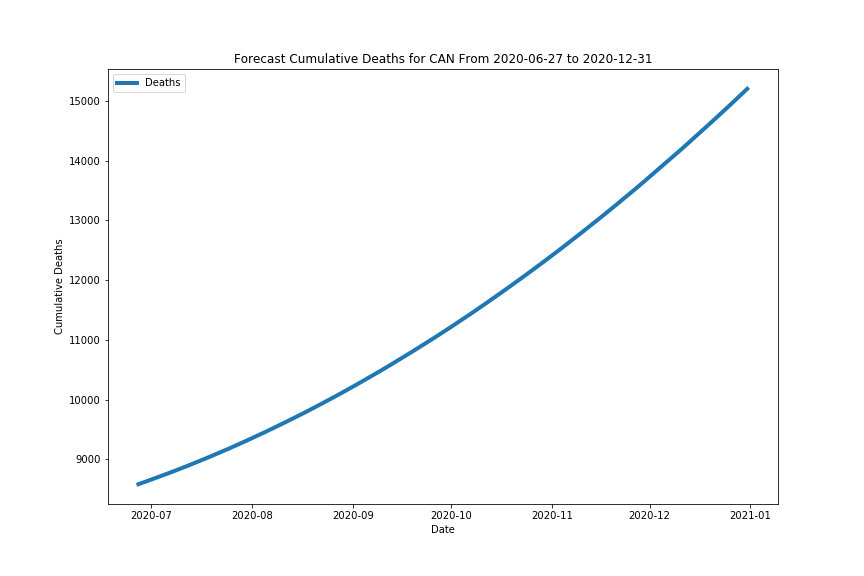 Forecast Cumulative Deaths for CAN From 2020-06-27 to 2020-12-31
Deaths
15000
14000
13000
12000
11000
10000
9000
Cumulative Deaths
2020-07 2020-08 2020-09 2020-10 2020-11 2020-12 2021-01
Date